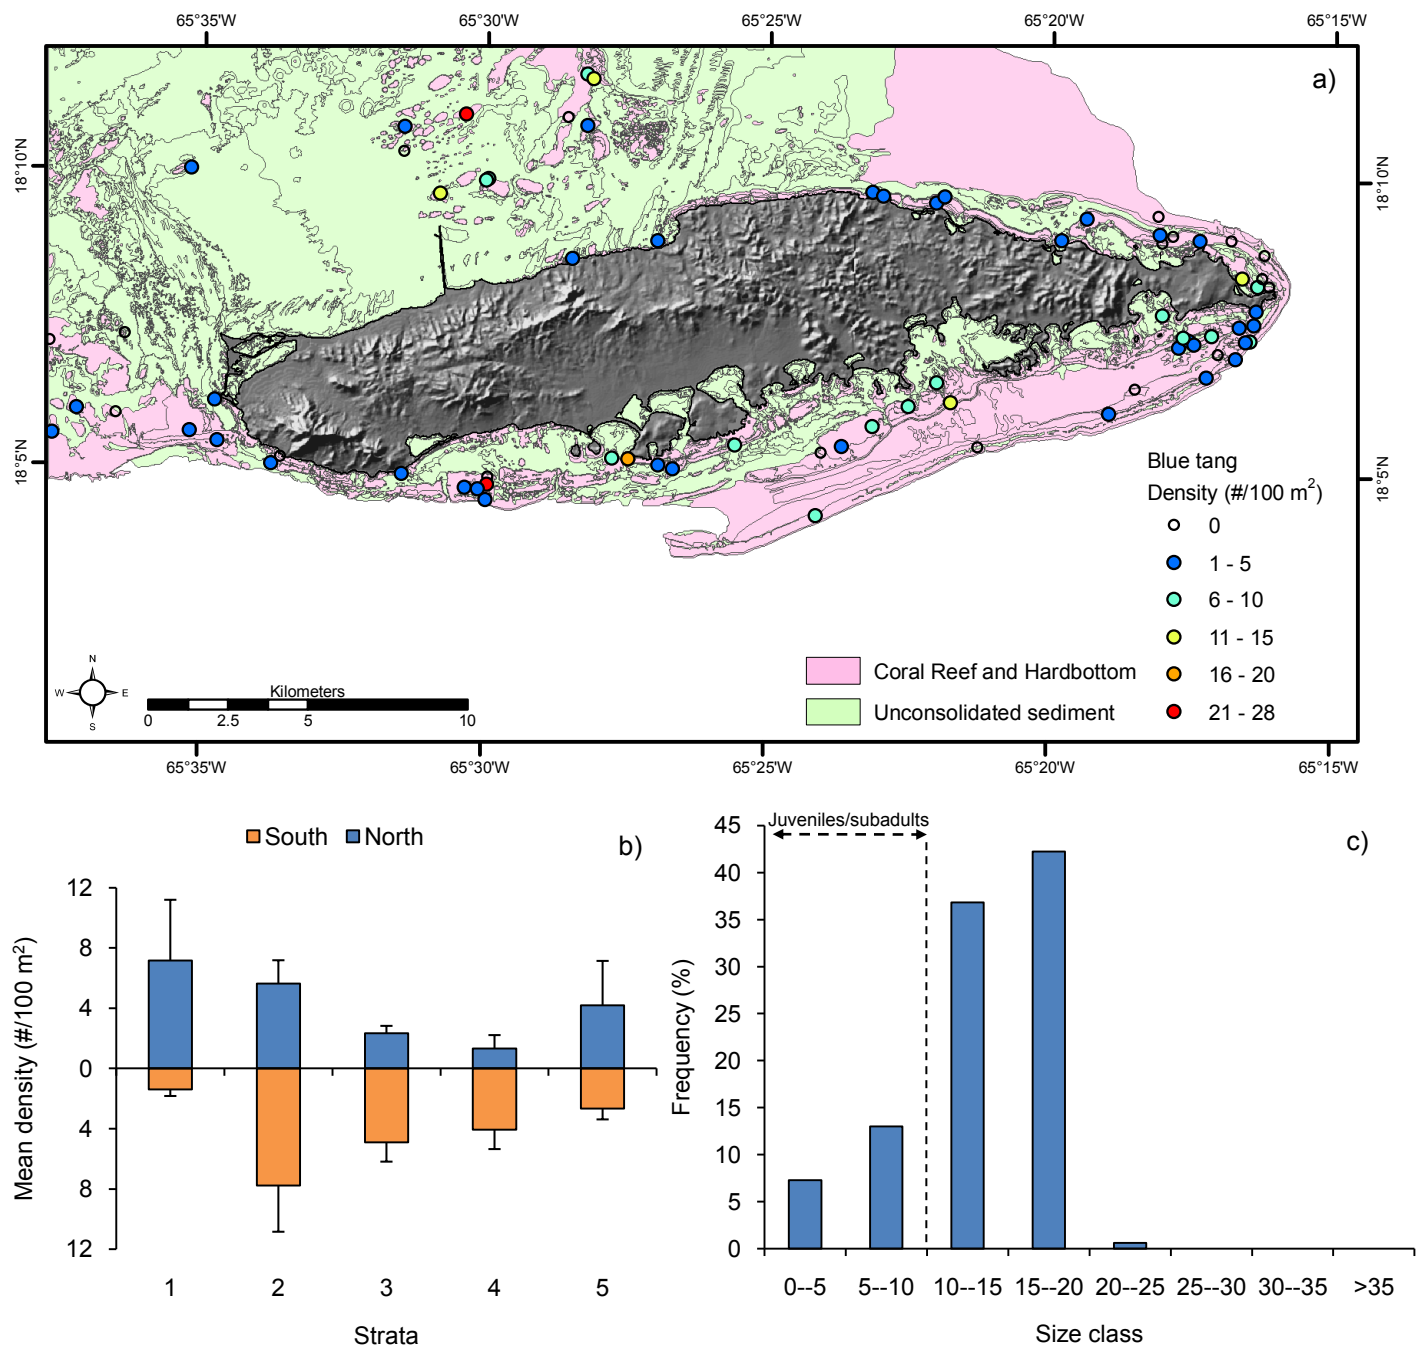 65°35'W 65°30'W 65°25'W 65°20'W 65°15'W
a)
18°10'N 18°10'N
18°5'N 18°5'N
Blue tang
Density (#/100 m²)
0
1 - 5
6 - 10
11 - 15
16 - 20
21 - 28
Coral Reef and Hardbottom
Unconsolidated sediment
N
W E
S
Kilometers
0 2.5 5 10
65°35'W 65°30'W 65°25'W 65°20'W 65°15'W
South North
b)
12
8
4
0
4
8
12
Mean density (#/100 m²)
1 2 3 4 5
Strata
Juveniles/subadults
c)
45
40
35
30
25
20
15
10
5
0
Frequency (%)
0--5 5--10 10--15 15--20 20--25 25--30 30--35 >35
Size class